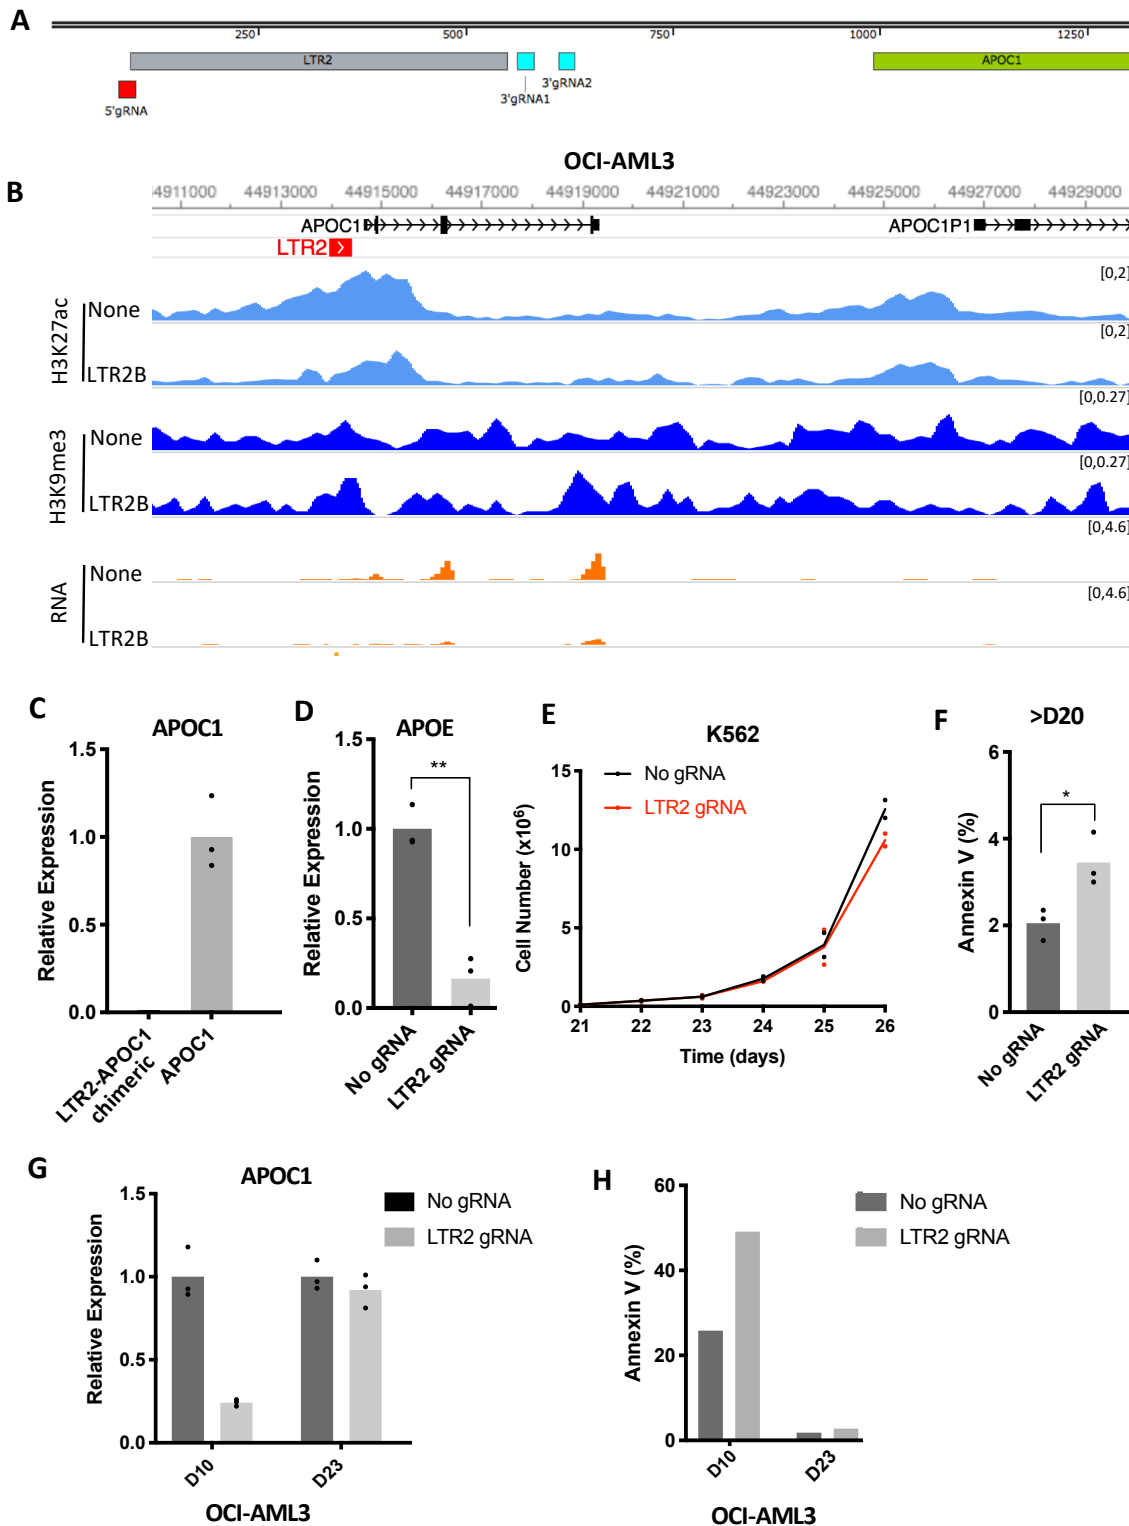 A
250 500 750 1000 1250
LTR2 APOC1
3'gRNA2
3'gRNA1
5'gRNA
OCI-AML3
B
44911000 44913000 44915000 44917000 44919000 44921000 44923000 44925000 44927000 44929000
APOC1 APOC1P1
LTR2
[0,2]
H3K27ac
None
[0,2]
LTR2B
[0,0.27]
H3K9me3
None
[0,0.27]
LTR2B
[0,4.6]
RNA
None
[0,4.6]
LTR2B
C
APOC1
Relative Expression
1.5
1.0
0.5
0.0
LTR2-APOC1
chimeric
APOC1
D
APOE
Relative Expression
1.5
1.0
0.5
0.0
**
No gRNA
LTR2 gRNA
E
K562
No gRNA
LTR2 gRNA
Cell Number (x10⁶)
15
10
5
0
21 22 23 24 25 26
Time (days)
F
>D20
Annexin V (%)
6
4
2
0
*
No gRNA
LTR2 gRNA
G
APOC1
No gRNA
LTR2 gRNA
Relative Expression
1.5
1.0
0.5
0.0
D10 D23
OCI-AML3
H
No gRNA
LTR2 gRNA
Annexin V (%)
60
40
20
0
D10 D23
OCI-AML3